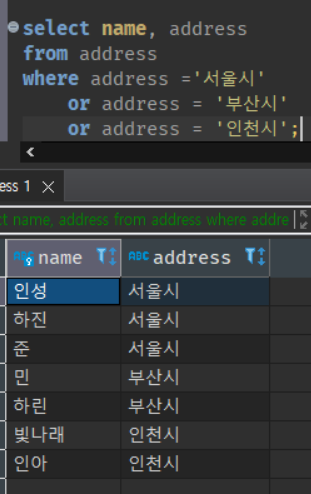 select name, address
from address
where address ='서울시'
or address = '부산시'
or address = '인천시';
ess 1
ct name, address from address where addre
ABC name ABC address
인성 서울시
하진 서울시
준 서울시
민 부산시
하린 부산시
빛나래 인천시
인아 인천시